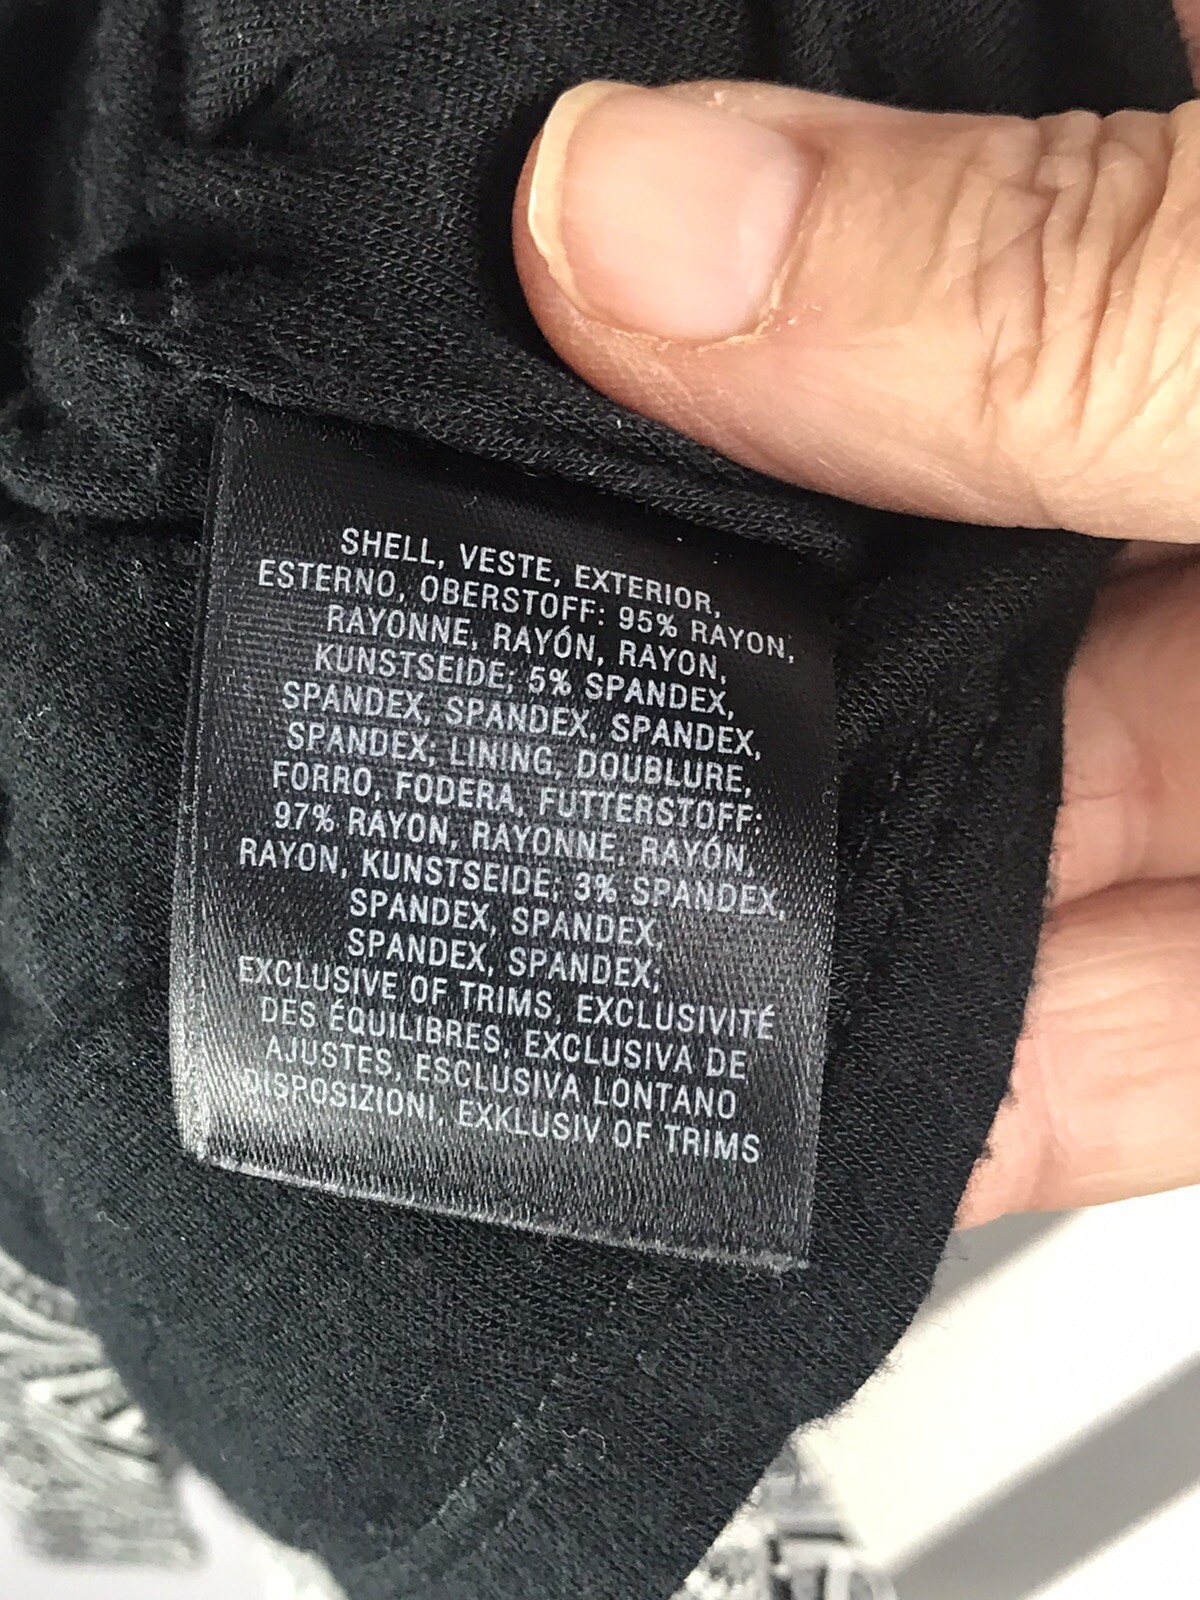 SHELL, VESTE, EXTERIOR,
ESTERNO, OBERSTOFF: 95% RAYON,
RAYONNE, RAYÓN, RAYON,
KUNSTSEIDE; 5% SPANDEX,
SPANDEX, SPANDEX, SPANDEX,
SPANDEX; LINING, DOUBLURE,
FORRO, FODERA, FUTTERSTOFF:
97% RAYON, RAYONNE, RAYÓN,
RAYON, KUNSTSEIDE; 3% SPANDEX,
SPANDEX, SPANDEX,
SPANDEX, SPANDEX;
EXCLUSIVE OF TRIMS, EXCLUSIVITÉ
DES ÉQUILIBRES, EXCLUSIVA DE
AJUSTES, ESCLUSIVA LONTANO
DISPOSIZIONI, EXKLUSIV OF TRIMS